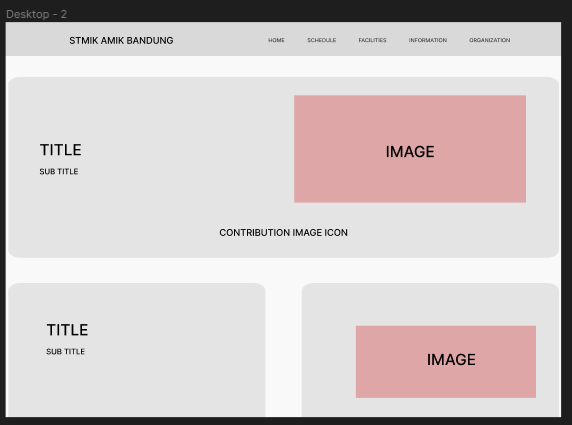 Desktop - 2
STMIK AMIK BANDUNG
HOME SCHEDULE FACILITIES INFORMATION ORGANIZATION
TITLE
SUB TITLE
IMAGE
CONTRIBUTION IMAGE ICON
TITLE
SUB TITLE
IMAGE